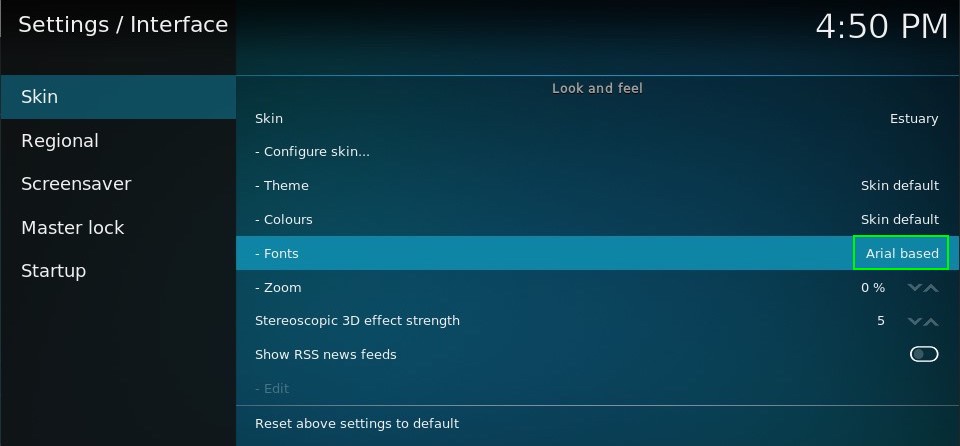 Settings / Interface
4:50 PM
Skin
Regional
Screensaver
Master lock
Startup
Look and feel
Skin Estuary
- Configure skin...
- Theme Skin default
- Colours Skin default
- Fonts Arial based
- Zoom 0 %
Stereoscopic 3D effect strength 5
Show RSS news feeds
- Edit
Reset above settings to default